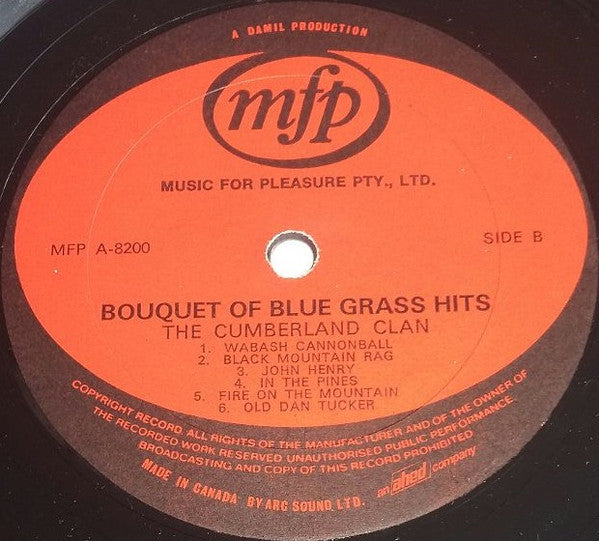 A DAMIL PRODUCTION
mfp
MUSIC FOR PLEASURE PTY., LTD.
MFP A-8200
SIDE B
BOUQUET OF BLUE GRASS HITS
THE CUMBERLAND CLAN
1. WABASH CANNONBALL
2. BLACK MOUNTAIN RAG
3. JOHN HENRY
4. IN THE PINES
5. FIRE ON THE MOUNTAIN
6. OLD DAN TUCKER
COPYRIGHT RECORD. ALL RIGHTS OF THE MANUFACTURER AND OF THE OWNER OF
THE RECORDED WORK RESERVED UNAUTHORISED PUBLIC PERFORMANCE.
BROADCASTING AND COPY OF THIS RECORD PROHIBITED.
MADE IN CANADA BY ARC SOUND, LTD.
an ahed company